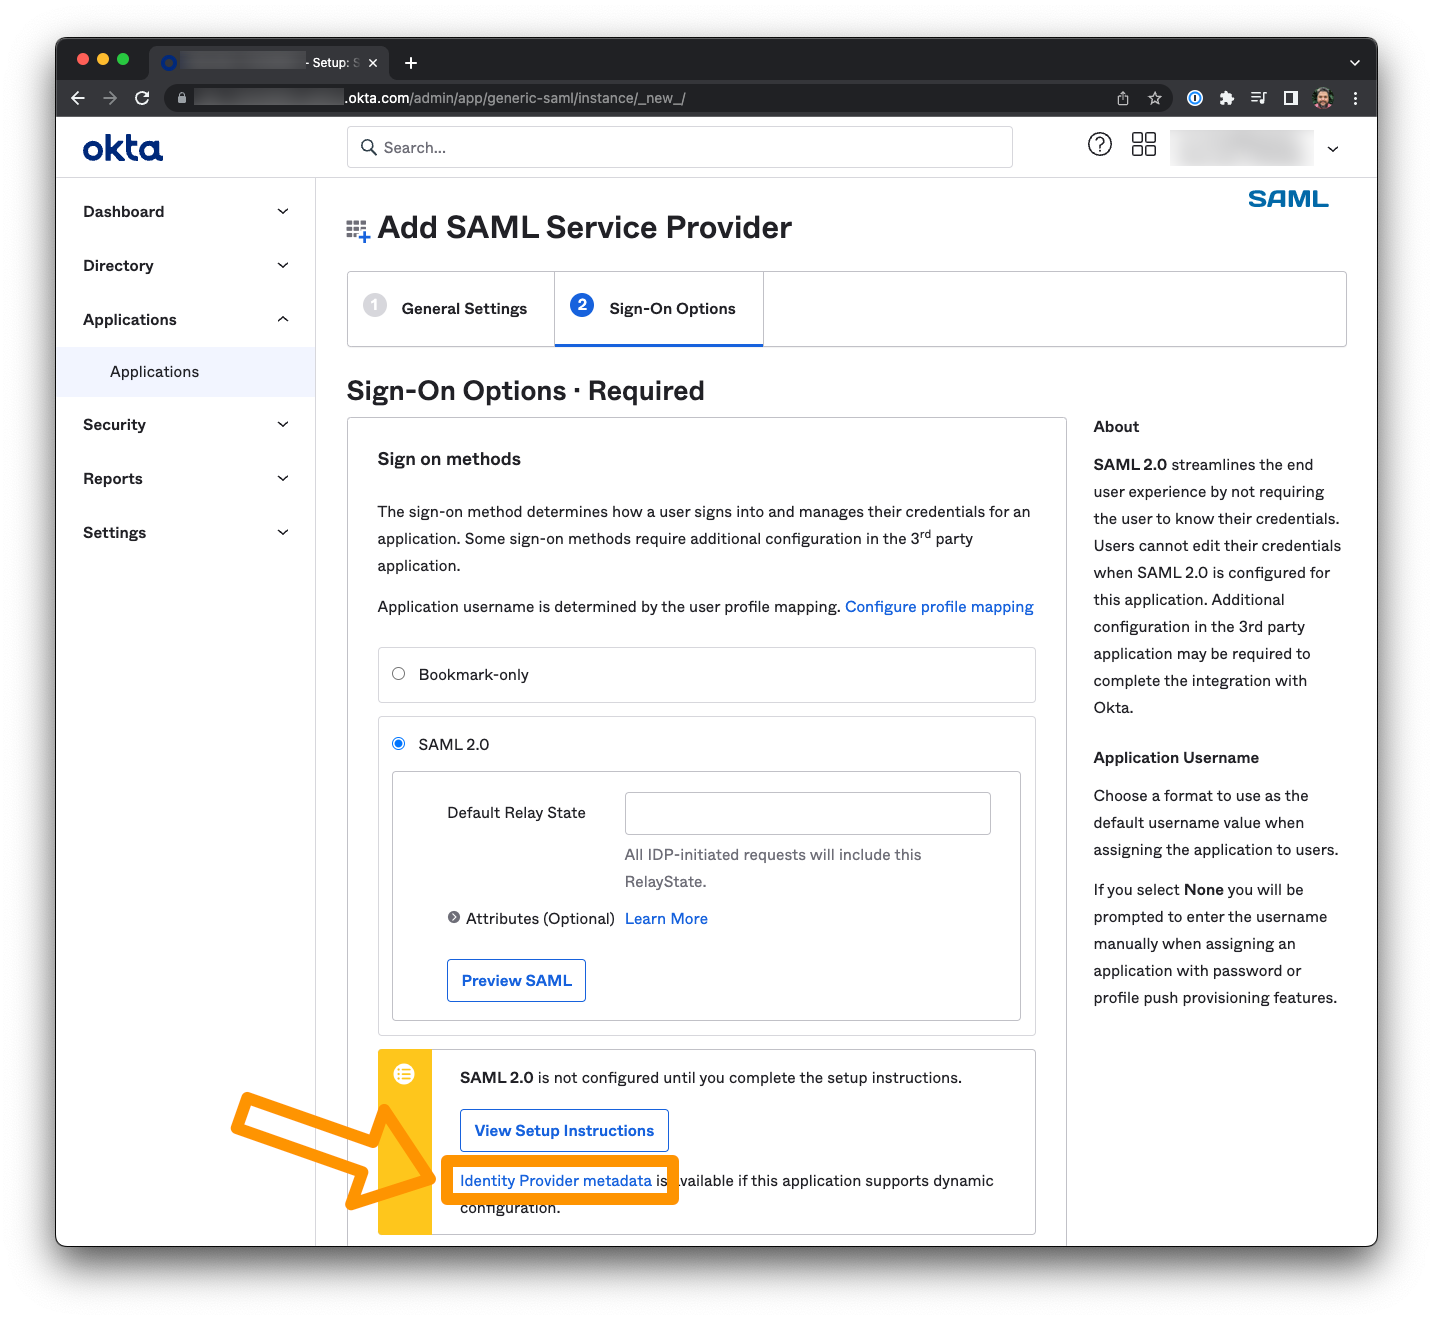 - Setup: S
.okta.com/admin/app/generic-saml/instance/_new_/
okta
Search...
Dashboard
Directory
Applications
Applications
Security
Reports
Settings
SAML
Add SAML Service Provider
1 General Settings
2 Sign-On Options
Sign-On Options · Required
Sign on methods
The sign-on method determines how a user signs into and manages their credentials for an
application. Some sign-on methods require additional configuration in the 3rd party
application.
Application username is determined by the user profile mapping. Configure profile mapping
Bookmark-only
SAML 2.0
Default Relay State
All IDP-initiated requests will include this
RelayState.
Attributes (Optional) Learn More
Preview SAML
SAML 2.0 is not configured until you complete the setup instructions.
View Setup Instructions
Identity Provider metadata is available if this application supports dynamic
configuration.
About
SAML 2.0 streamlines the end
user experience by not requiring
the user to know their credentials.
Users cannot edit their credentials
when SAML 2.0 is configured for
this application. Additional
configuration in the 3rd party
application may be required to
complete the integration with
Okta.
Application Username
Choose a format to use as the
default username value when
assigning the application to users.
If you select None you will be
prompted to enter the username
manually when assigning an
application with password or
profile push provisioning features.